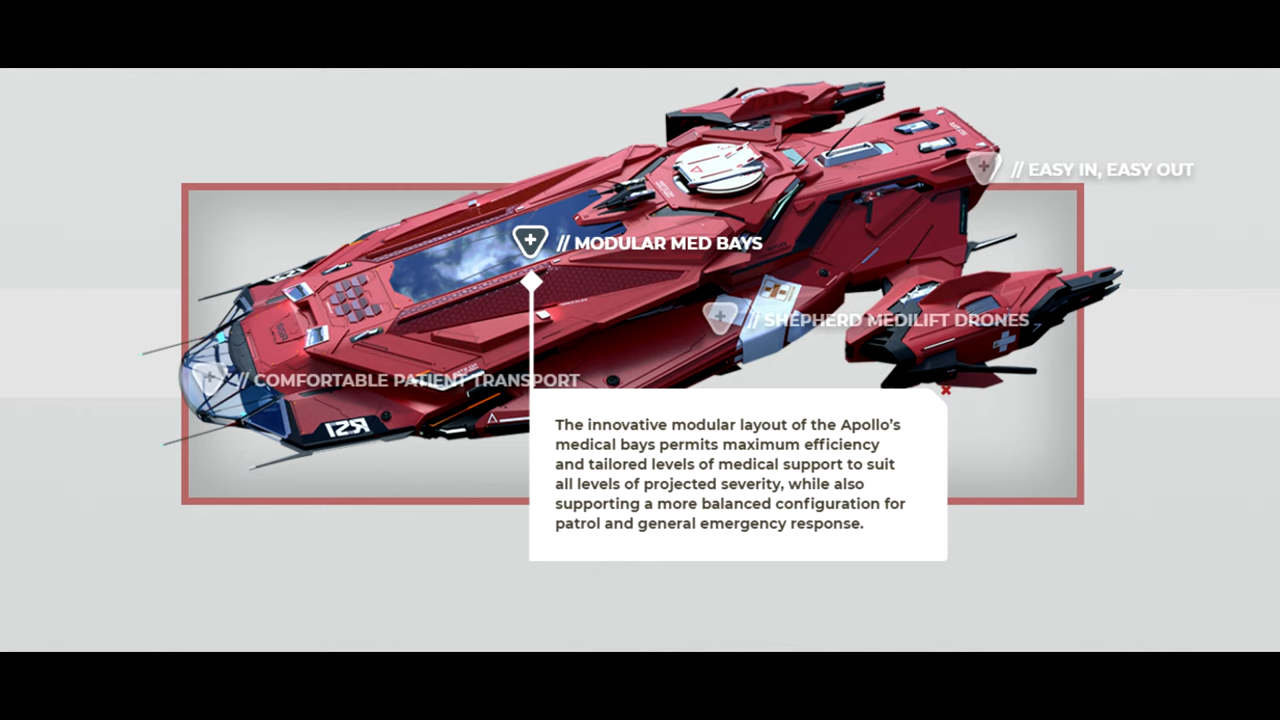 // EASY IN, EASY OUT
// MODULAR MED BAYS
// SHEPHERD MEDILIFT DRONES
// COMFORTABLE PATIENT TRANSPORT
RSI
The innovative modular layout of the Apollo’s
medical bays permits maximum efficiency
and tailored levels of medical support to suit
all levels of projected severity, while also
supporting a more balanced configuration for
patrol and general emergency response.